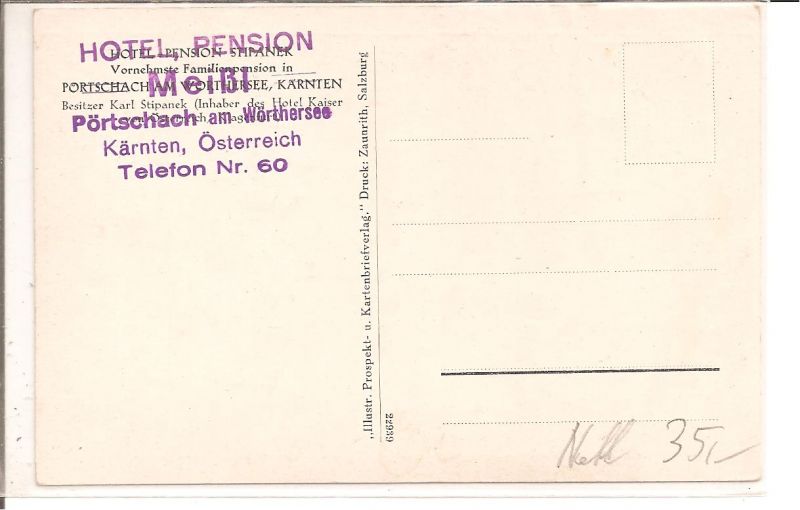 HOTEL, PENSION
Meißl
Pörtschach am Wörthersee
Kärnten, Österreich
Telefon Nr. 60
HOTEL-PENSION STIPANEK
Vornehmste Familienpension in
PÖRTSCHACH AM WÖRTHERSEE, KÄRNTEN
Besitzer Karl Stipanek (Inhaber des Hotel Kaiser
„Illustr. Prospekt- u. Kartenbriefverlag.“ Druck: Zaunrith, Salzburg
22939
35,-